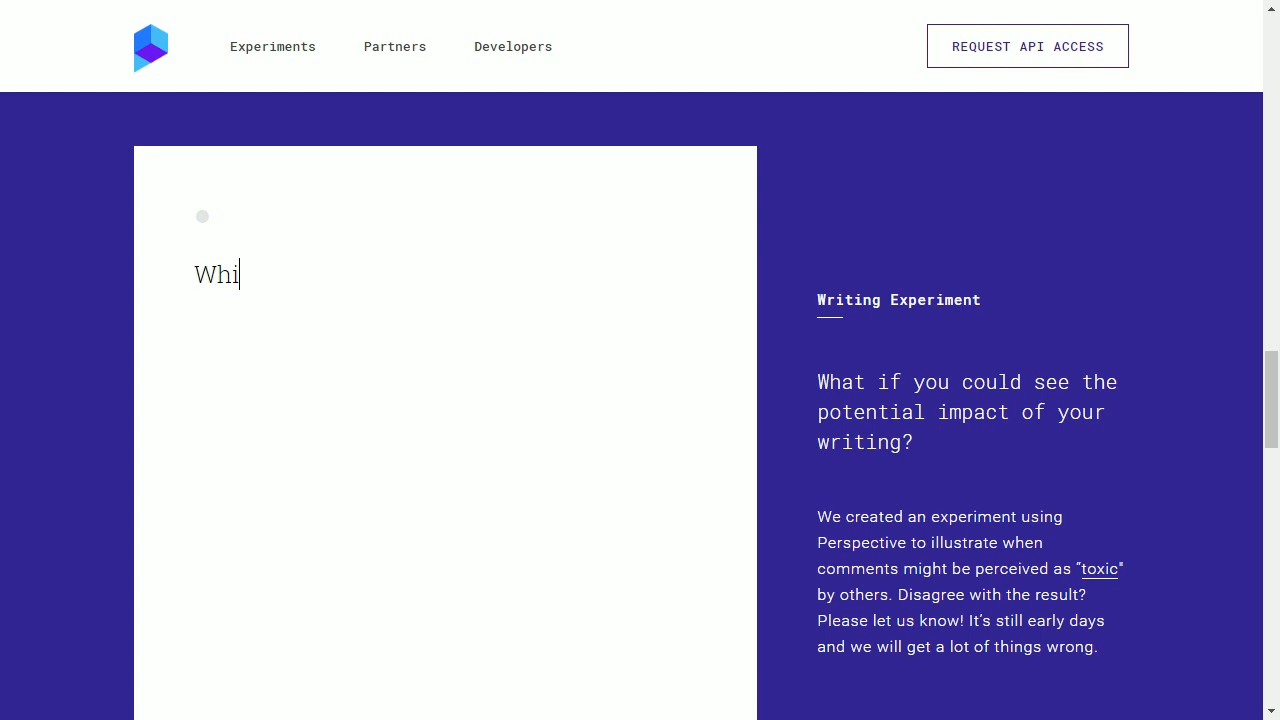 Experiments Partners Developers REQUEST API ACCESS
Whi
Writing Experiment
What if you could see the
potential impact of your
writing?
We created an experiment using
Perspective to illustrate when
comments might be perceived as “toxic"
by others. Disagree with the result?
Please let us know! It’s still early days
and we will get a lot of things wrong.